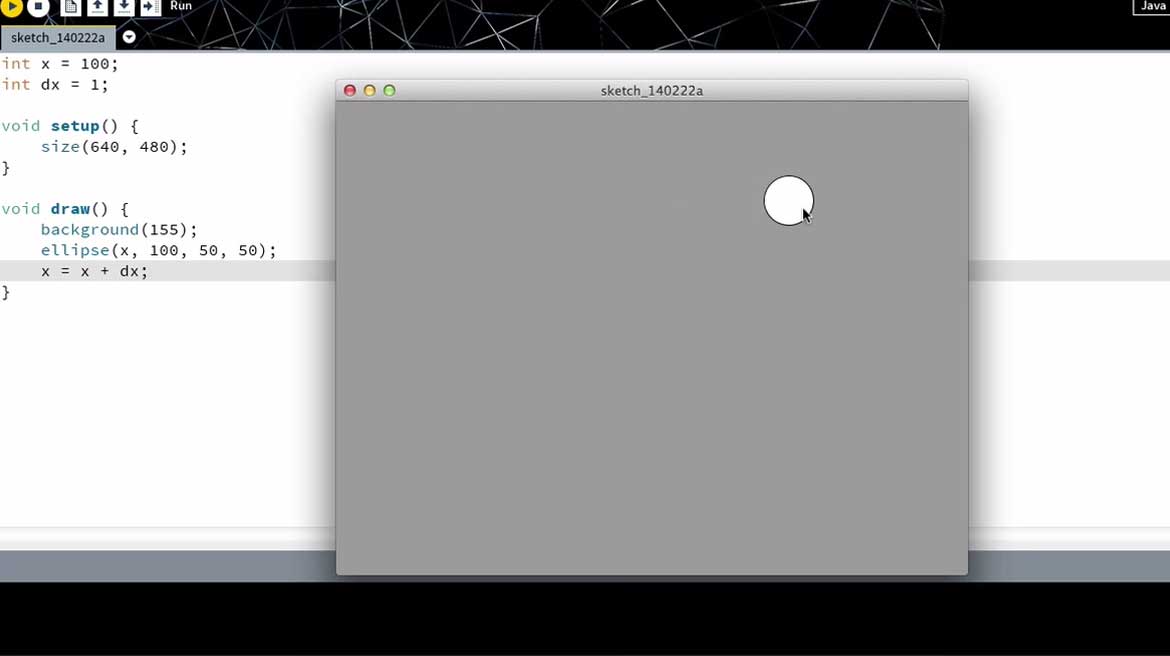 Run
Java
sketch_140222a
int x = 100;
int dx = 1;
sketch_140222a
void setup() {
size(640, 480);
}
void draw() {
background(155);
ellipse(x, 100, 50, 50);
x = x + dx;
}